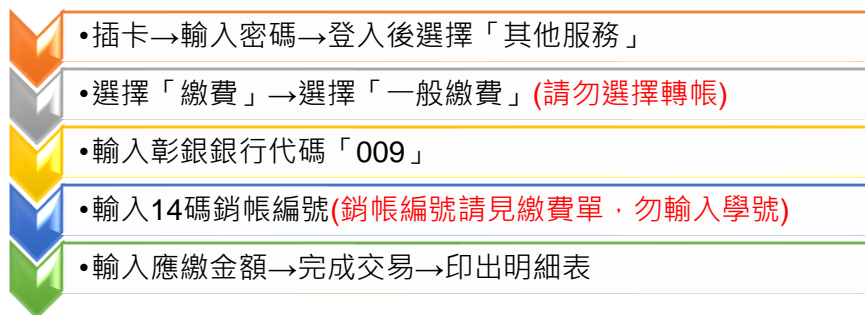 •插卡→輸入密碼→登入後選擇「其他服務」
•選擇「繳費」→選擇「一般繳費」(請勿選擇轉帳)
•輸入彰銀銀行代碼「009」
•輸入14碼銷帳編號(銷帳編號請見繳費單，勿輸入學號)
•輸入應繳金額→完成交易→印出明細表